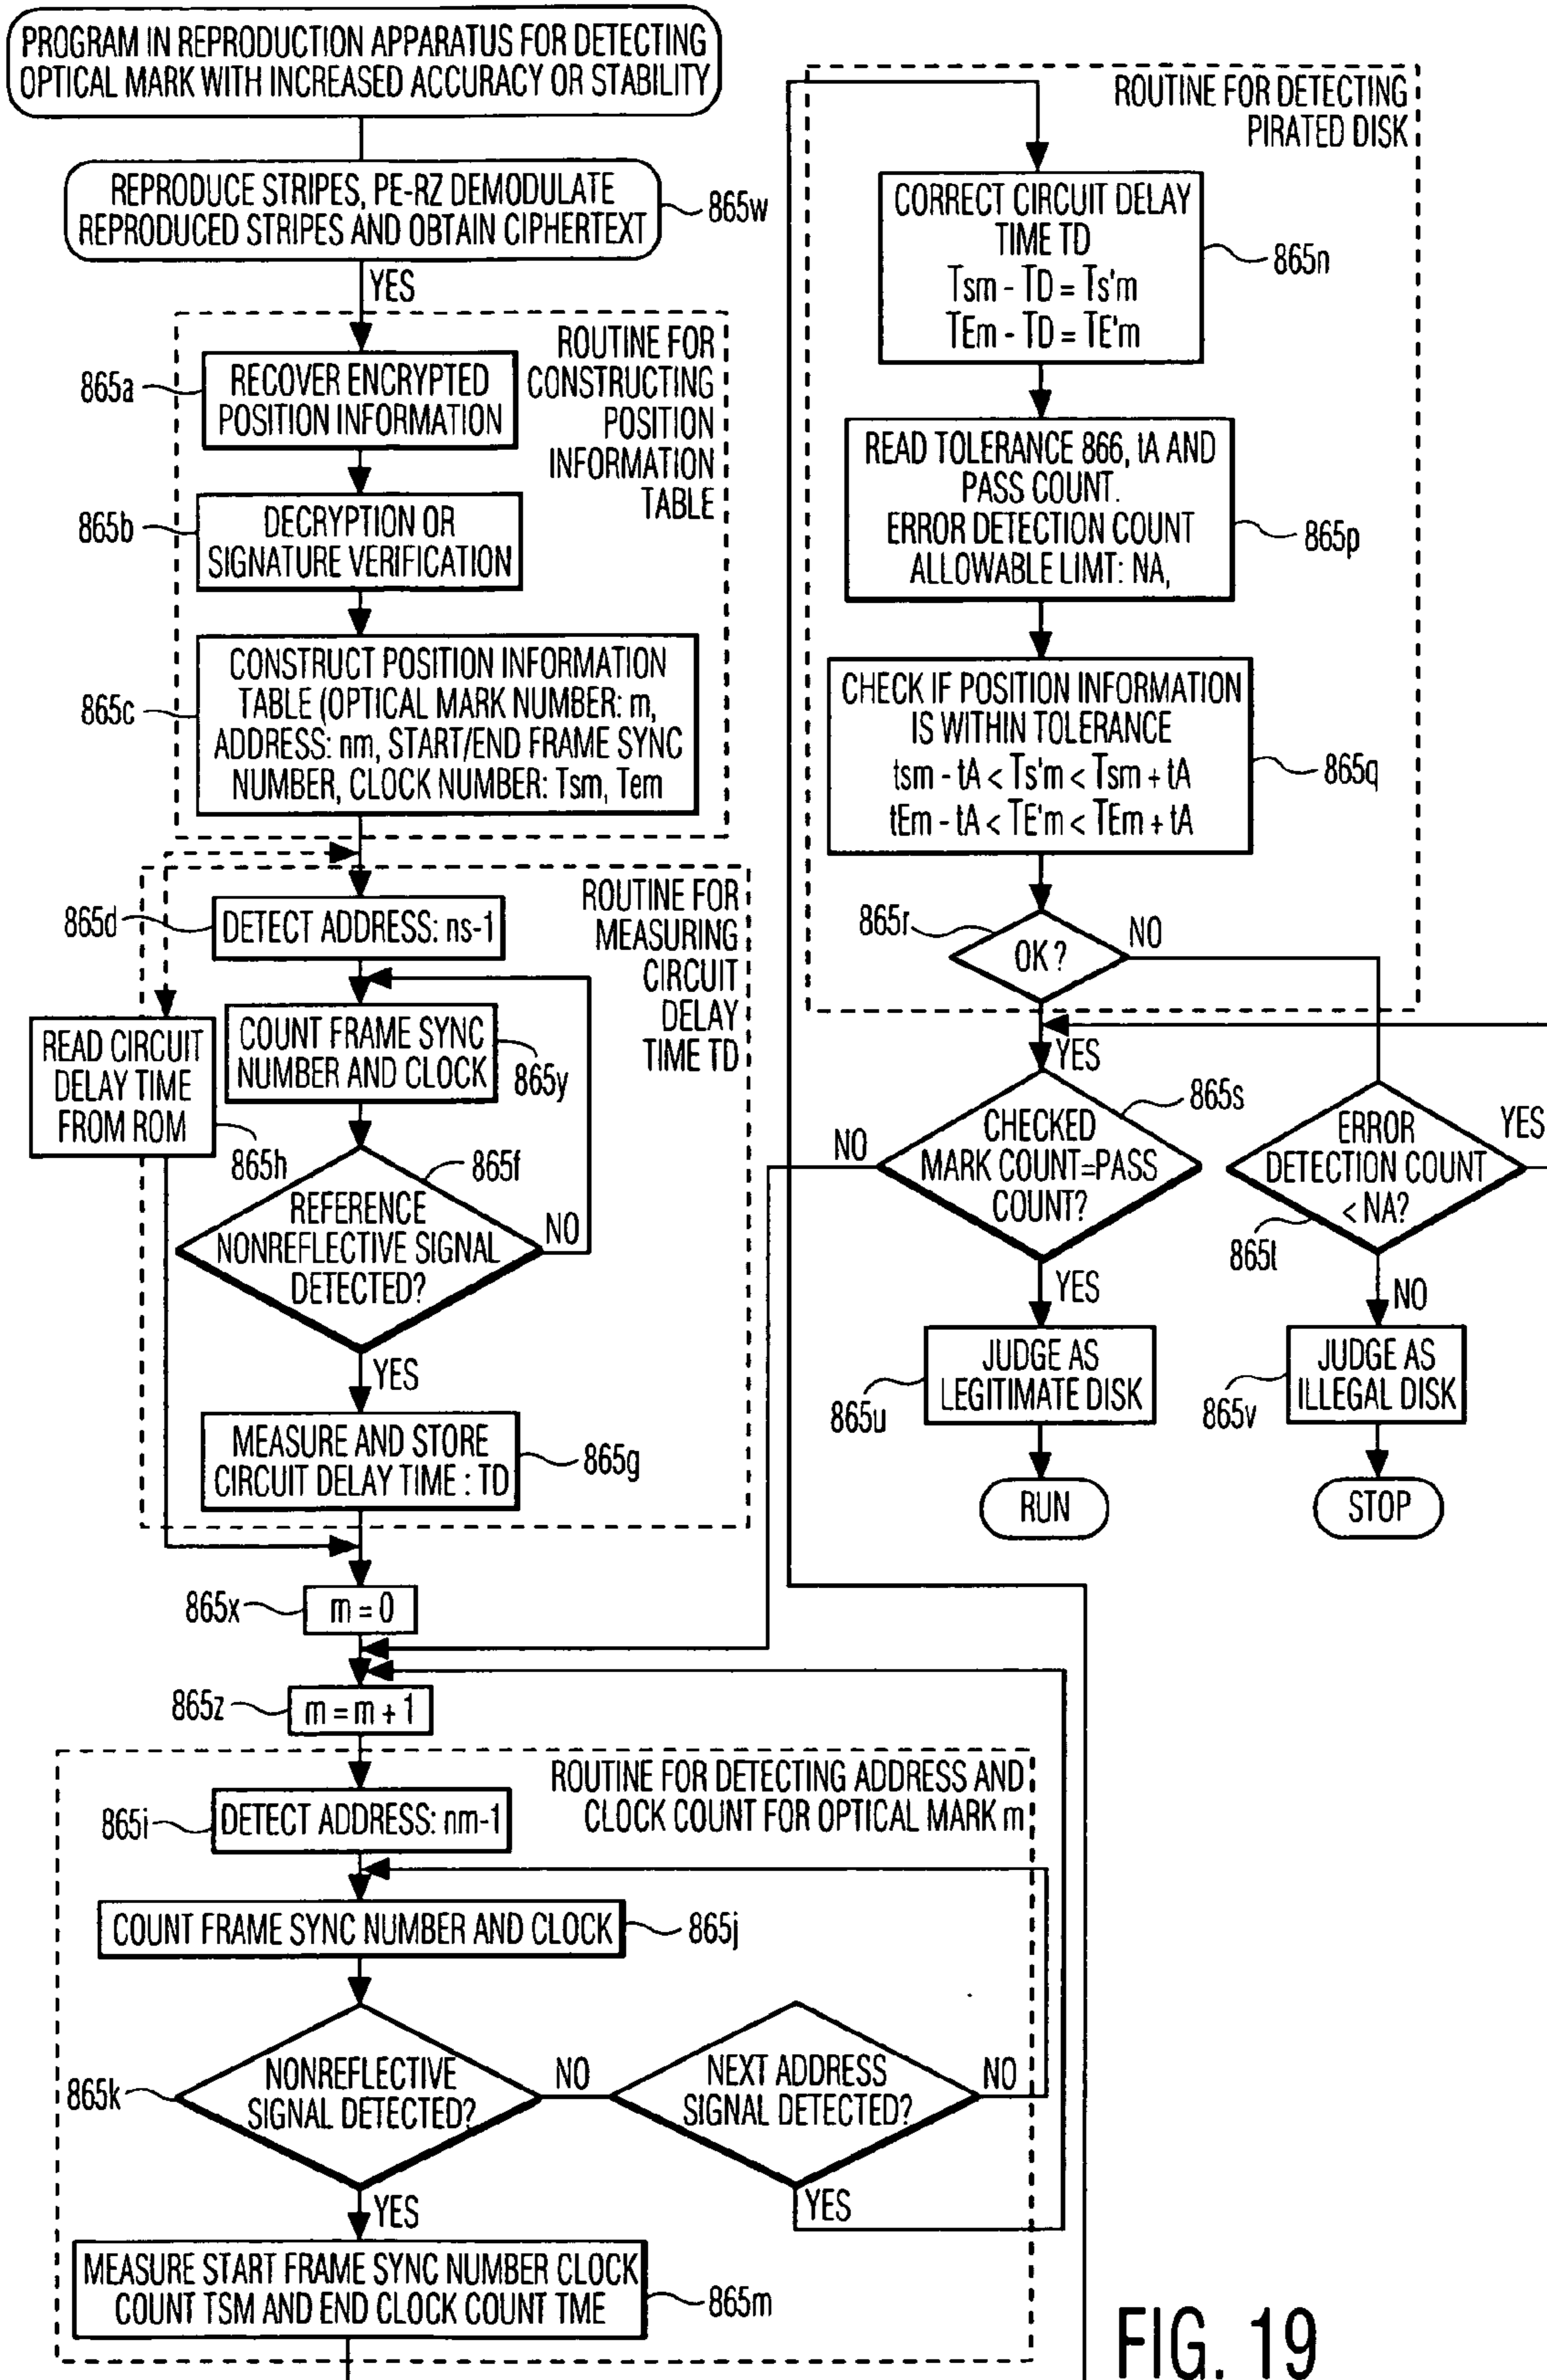 PROGRAM IN REPRODUCTION APPARATUS FOR DETECTING
OPTICAL MARK WITH INCREASED ACCURACY OR STABILITY
REPRODUCE STRIPES, PE-RZ DEMODULATE
REPRODUCED STRIPES AND OBTAIN CIPHERTEXT
865w
YES
ROUTINE FOR
CONSTRUCTING
POSITION
INFORMATION
TABLE
865a
RECOVER ENCRYPTED
POSITION INFORMATION
865b
DECRYPTION OR
SIGNATURE VERIFICATION
865c
CONSTRUCT POSITION INFORMATION
TABLE (OPTICAL MARK NUMBER: m,
ADDRESS: nm, START/END FRAME SYNC
NUMBER, CLOCK NUMBER: Tsm, Tem
ROUTINE FOR
MEASURING
CIRCUIT
DELAY
TIME TD
865d
DETECT ADDRESS: ns-1
COUNT FRAME SYNC
NUMBER AND CLOCK
865y
READ CIRCUIT
DELAY TIME
FROM ROM
865h
865f
REFERENCE
NONREFLECTIVE SIGNAL
DETECTED?
NO
YES
MEASURE AND STORE
CIRCUIT DELAY TIME : TD
865g
865x
m = 0
865z
m = m + 1
ROUTINE FOR DETECTING ADDRESS AND
CLOCK COUNT FOR OPTICAL MARK m
865i
DETECT ADDRESS: nm-1
COUNT FRAME SYNC NUMBER AND CLOCK
865j
865k
NONREFLECTIVE
SIGNAL DETECTED?
NO
NEXT ADDRESS
SIGNAL DETECTED?
NO
YES
YES
MEASURE START FRAME SYNC NUMBER CLOCK
COUNT TSM AND END CLOCK COUNT TME
865m
ROUTINE FOR DETECTING
PIRATED DISK
CORRECT CIRCUIT DELAY
TIME TD
Tsm - TD = Ts'm
TEm - TD = TE'm
865n
READ TOLERANCE 866, tA AND
PASS COUNT.
ERROR DETECTION COUNT
ALLOWABLE LIMT: NA,
865p
CHECK IF POSITION INFORMATION
IS WITHIN TOLERANCE
tsm - tA < Ts'm < Tsm + tA
tEm - tA < TE'm < TEm + tA
865q
865r
OK?
NO
YES
865s
CHECKED
MARK COUNT=PASS
COUNT?
NO
YES
ERROR
DETECTION COUNT
< NA?
YES
865t
NO
JUDGE AS
LEGITIMATE DISK
865u
JUDGE AS
ILLEGAL DISK
865v
RUN
STOP
FIG. 19